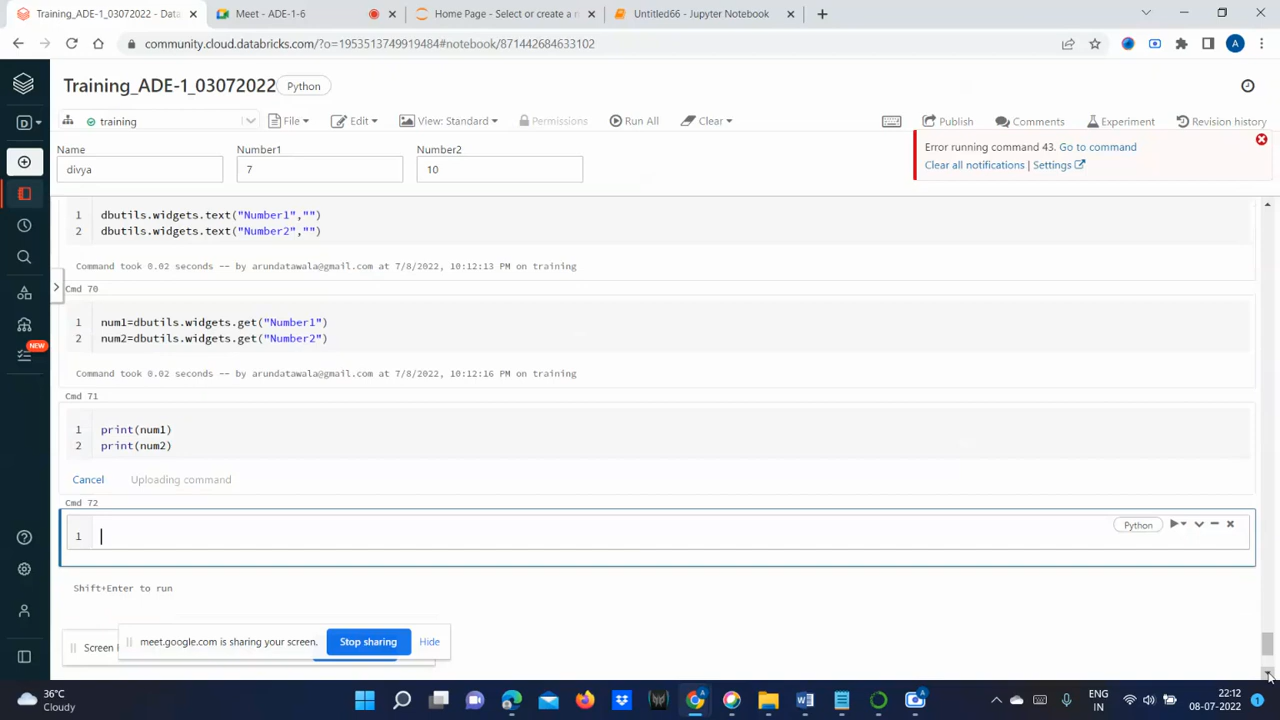 Training_ADE-1_03072022 - Data
Meet - ADE-1-6
Home Page - Select or create a n
Untitled66 - Jupyter Notebook
community.cloud.databricks.com/?o=1953513749919484#notebook/871442684633102
A
Training_ADE-1_03072022
Python
D
training
File
Edit
View: Standard
Permissions
Run All
Clear
Publish
Comments
Experiment
Revision history
Error running command 43. Go to command
Clear all notifications | Settings
Name
Number1
Number2
divya
7
10
1 dbutils.widgets.text("Number1","")
2 dbutils.widgets.text("Number2","")
Command took 0.02 seconds -- by arundatawala@gmail.com at 7/8/2022, 10:12:13 PM on training
Cmd 70
1 num1=dbutils.widgets.get("Number1")
2 num2=dbutils.widgets.get("Number2")
NEW
Command took 0.02 seconds -- by arundatawala@gmail.com at 7/8/2022, 10:12:16 PM on training
Cmd 71
1 print(num1)
2 print(num2)
Cancel Uploading command
Cmd 72
Python
1
Shift+Enter to run
Screen
meet.google.com is sharing your screen.
Stop sharing
Hide
36°C
Cloudy
ENG
IN
22:12
08-07-2022
1